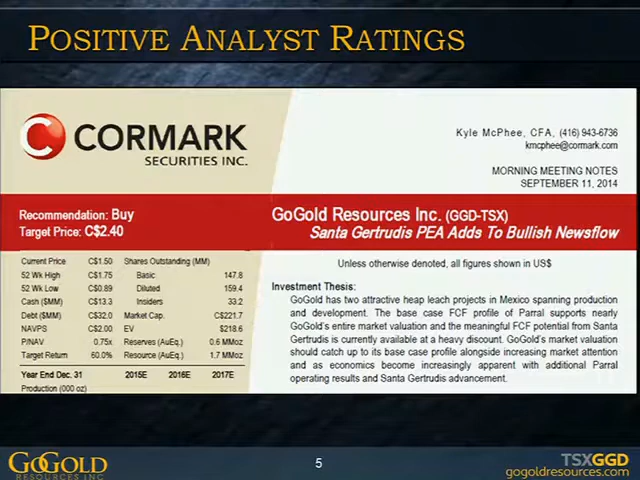 POSITIVE ANALYST RATINGS
CORMARK
SECURITIES INC.
Kyle McPhee, CFA, (416) 943-6736
kmcphee@cormark.com
MORNING MEETING NOTES
SEPTEMBER 11, 2014
Recommendation: Buy
Target Price: C$2.40
GoGold Resources Inc. (GGD-TSX)
Santa Gertrudis PEA Adds To Bullish Newsflow
Current Price C$1.50 Shares Outstanding (MM)
52 Wk High C$1.75 Basic 147.8
52 Wk Low C$0.89 Diluted 159.4
Cash ($MM) C$13.3 Insiders 33.2
Debt ($MM) C$32.0 Market Cap. C$221.7
NAVPS C$2.00 EV $218.6
P/NAV 0.75x Reserves (AuEq.) 0.6 MMoz
Target Return 60.0% Resource (AuEq.) 1.7 MMoz
Year End Dec. 31 2015E 2016E 2017E
Production (000 oz)
Unless otherwise denoted, all figures shown in US$
Investment Thesis:
GoGold has two attractive heap leach projects in Mexico spanning production
and development. The base case FCF profile of Parral supports nearly
GoGold's entire market valuation and the meaningful FCF potential from Santa
Gertrudis is currently available at a heavy discount. GoGold's market valuation
should catch up to its base case profile alongside increasing market attention
and as economics become increasingly apparent with additional Parral
operating results and Santa Gertrudis advancement.
GOGOLD
RESOURCES INC
5
TSXGGD
gogoldresources.com